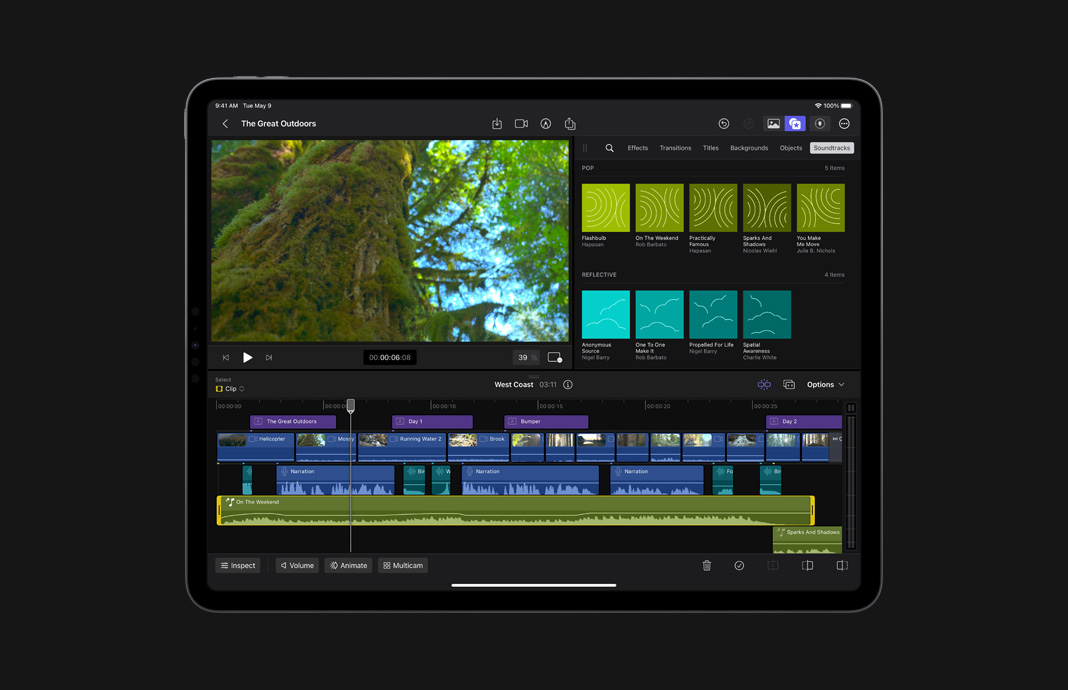 9:41 AM Tue May 9
100%
The Great Outdoors
Effects Transitions Titles Backgrounds Objects Soundtracks
POP 5 Items
Flashbulb
Hapasan
On The Weekend
Rob Barbato
Practically
Famous
Hapasan
Sparks And
Shadows
Nicolas Wiehl
You Make
Me Move
Julie B. Nichols
REFLECTIVE 4 Items
Anonymous
Source
Nigel Barry
One To One
Make It
Rob Barbato
Propelled For Life
Nigel Barry
Spatial
Awareness
Charlie White
00:00:06:08
39 %
Select
Clip
West Coast 03:11
Options
00:00:00 00:00:0 00:00:10 00:00:15 00:00:20 00:00:25
The Great Outdoors Day 1 Bumper Day 2
Helicopter Mossy Running Water 2 Brook
Narration Bir W Narration Narration Fo Bir
On The Weekend
Sparks And Shadows
Inspect Volume Animate Multicam